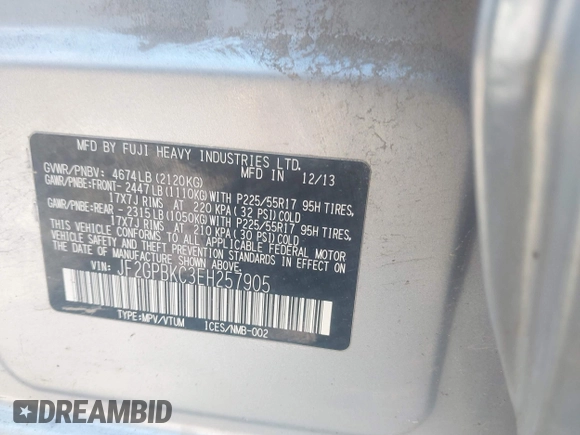 MFD BY FUJI HEAVY INDUSTRIES LTD.
MFD IN 12/13
GVWR/PNBV: 4674LB(2120KG)
GAWR/PNBE:FRONT- 2447LB(1110KG)WITH P225/55R17 95H TIRES,
17X7J RIMS AT 220 KPA(32 PSI)COLD
GAWR/PNBE:REAR - 2315LB(1050KG)WITH P225/55R17 95H TIRES,
17X7J RIMS AT 210 KPA(30 PSI)COLD
THIS VEHICLE CONFORMS TO ALL APPLICABLE FEDERAL MOTOR
VEHICLE SAFETY AND THEFT PREVENTION STANDARDS IN EFFECT ON
THE DATE OF MANUFACTURE SHOWN ABOVE.
VIN: JF2GPBKC3EH257905
TYPE:MPV/VTUM ICES/NMB-002
DREAMBID